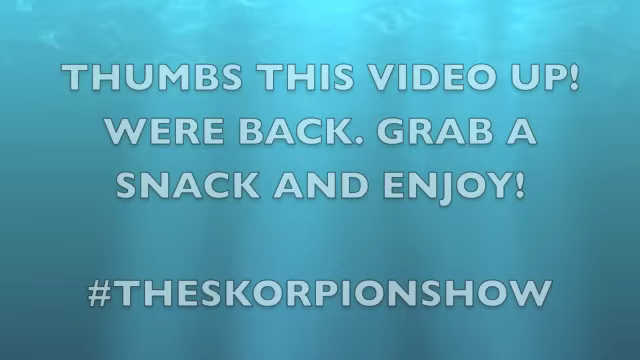 THUMBS THIS VIDEO UP!
WERE BACK. GRAB A
SNACK AND ENJOY!
#THESKORPIONSHOW